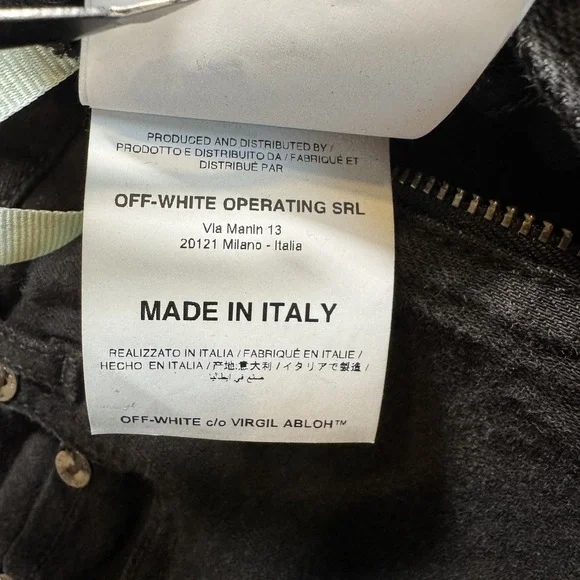 PRODUCED AND DISTRIBUTED BY /
PRODOTTO E DISTRIBUITO DA / FABRIQUÉ ET
DISTRIBUÉ PAR
OFF-WHITE OPERATING SRL
Via Manin 13
20121 Milano - Italia
MADE IN ITALY
REALIZZATO IN ITALIA / FABRIQUÉ EN ITALIE /
HECHO EN ITALIA / 产地:意大利 / イタリアで製造 /
صنع في إيطاليا
OFF-WHITE c/o VIRGIL ABLOH™